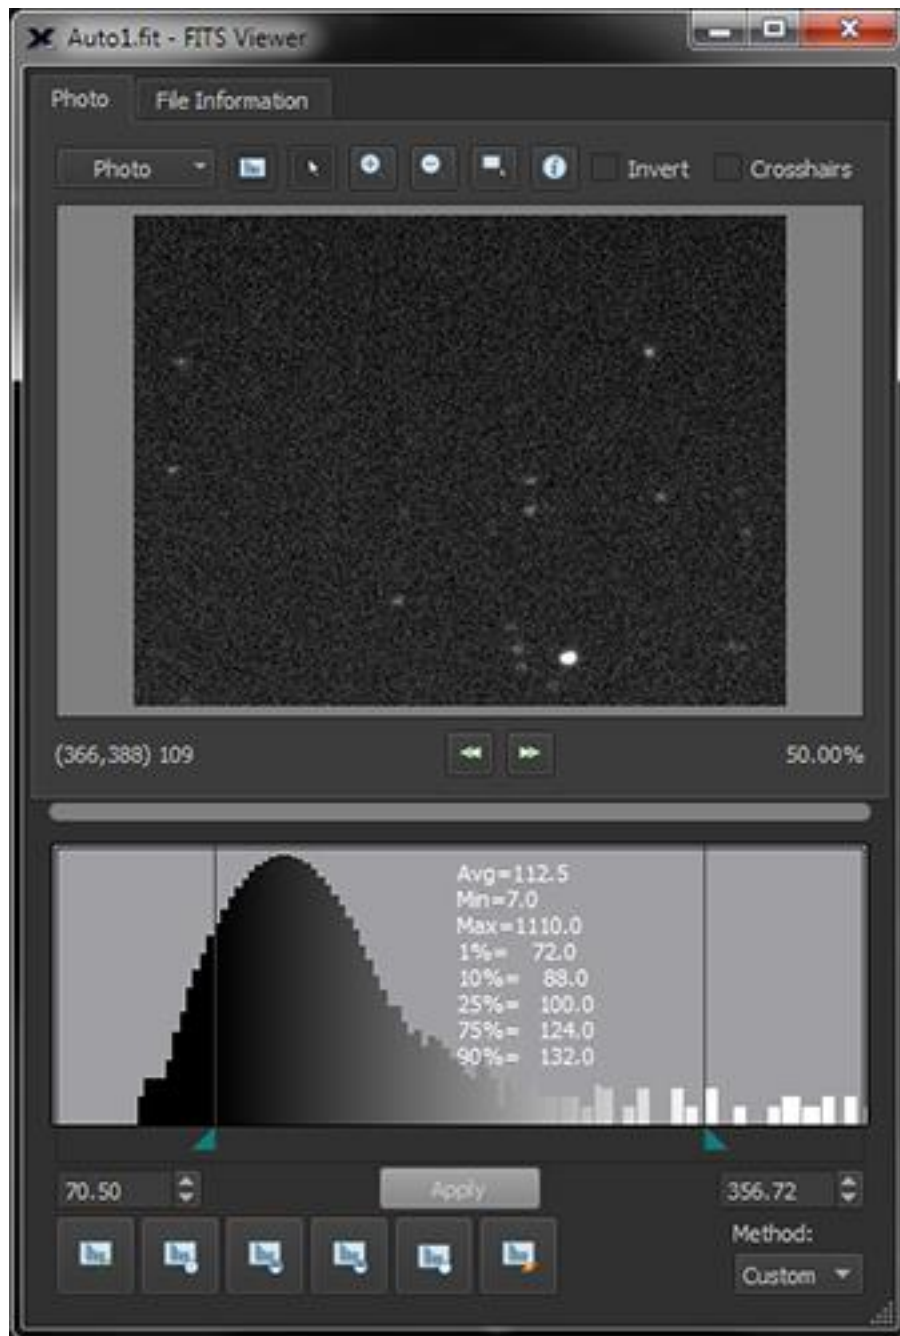 Auto1.fit - FITS Viewer
Photo File Information
Photo Invert Crosshairs
(366,388) 109 50.00%
Avg=112.5
Min=7.0
Max=1110.0
1%= 72.0
10%= 88.0
25%= 100.0
75%= 124.0
90%= 132.0
70.50 Apply 356.72
Method:
Custom